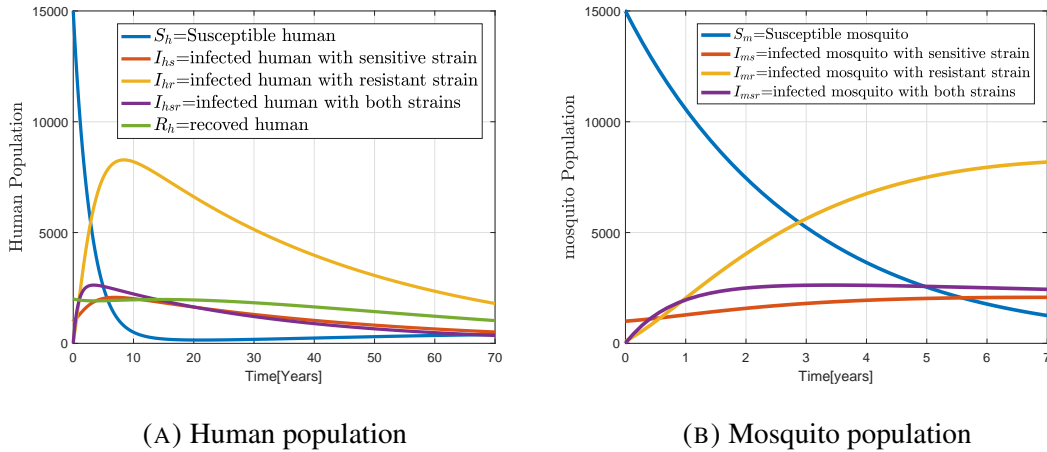 15000
10000
5000
0
Human Population
S_h=Susceptible human
I_hs=infected human with sensitive strain
I_hr=infected human with resistant strain
I_hsr=infected human with both strains
R_h=recoved human
0 10 20 30 40 50 60 70
Time[Years]
(A) Human population
15000
10000
5000
0
mosquito Population
S_m=Susceptible mosquito
I_ms=infected mosquito with sensitive strain
I_mr=infected mosquito with resistant strain
I_msr=infected mosquito with both strains
0 1 2 3 4 5 6 7
Time[years]
(B) Mosquito population